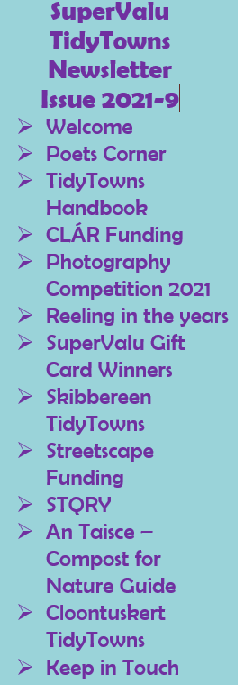 SuperValu
TidyTowns
Newsletter
Issue 2021-9
Welcome
Poets Corner
TidyTowns
Handbook
CLÁR Funding
Photography
Competition 2021
Reeling in the years
SuperValu Gift
Card Winners
Skibbereen
TidyTowns
Streetscape
Funding
STQRY
An Taisce –
Compost for
Nature Guide
Cloontuskert
TidyTowns
Keep in Touch